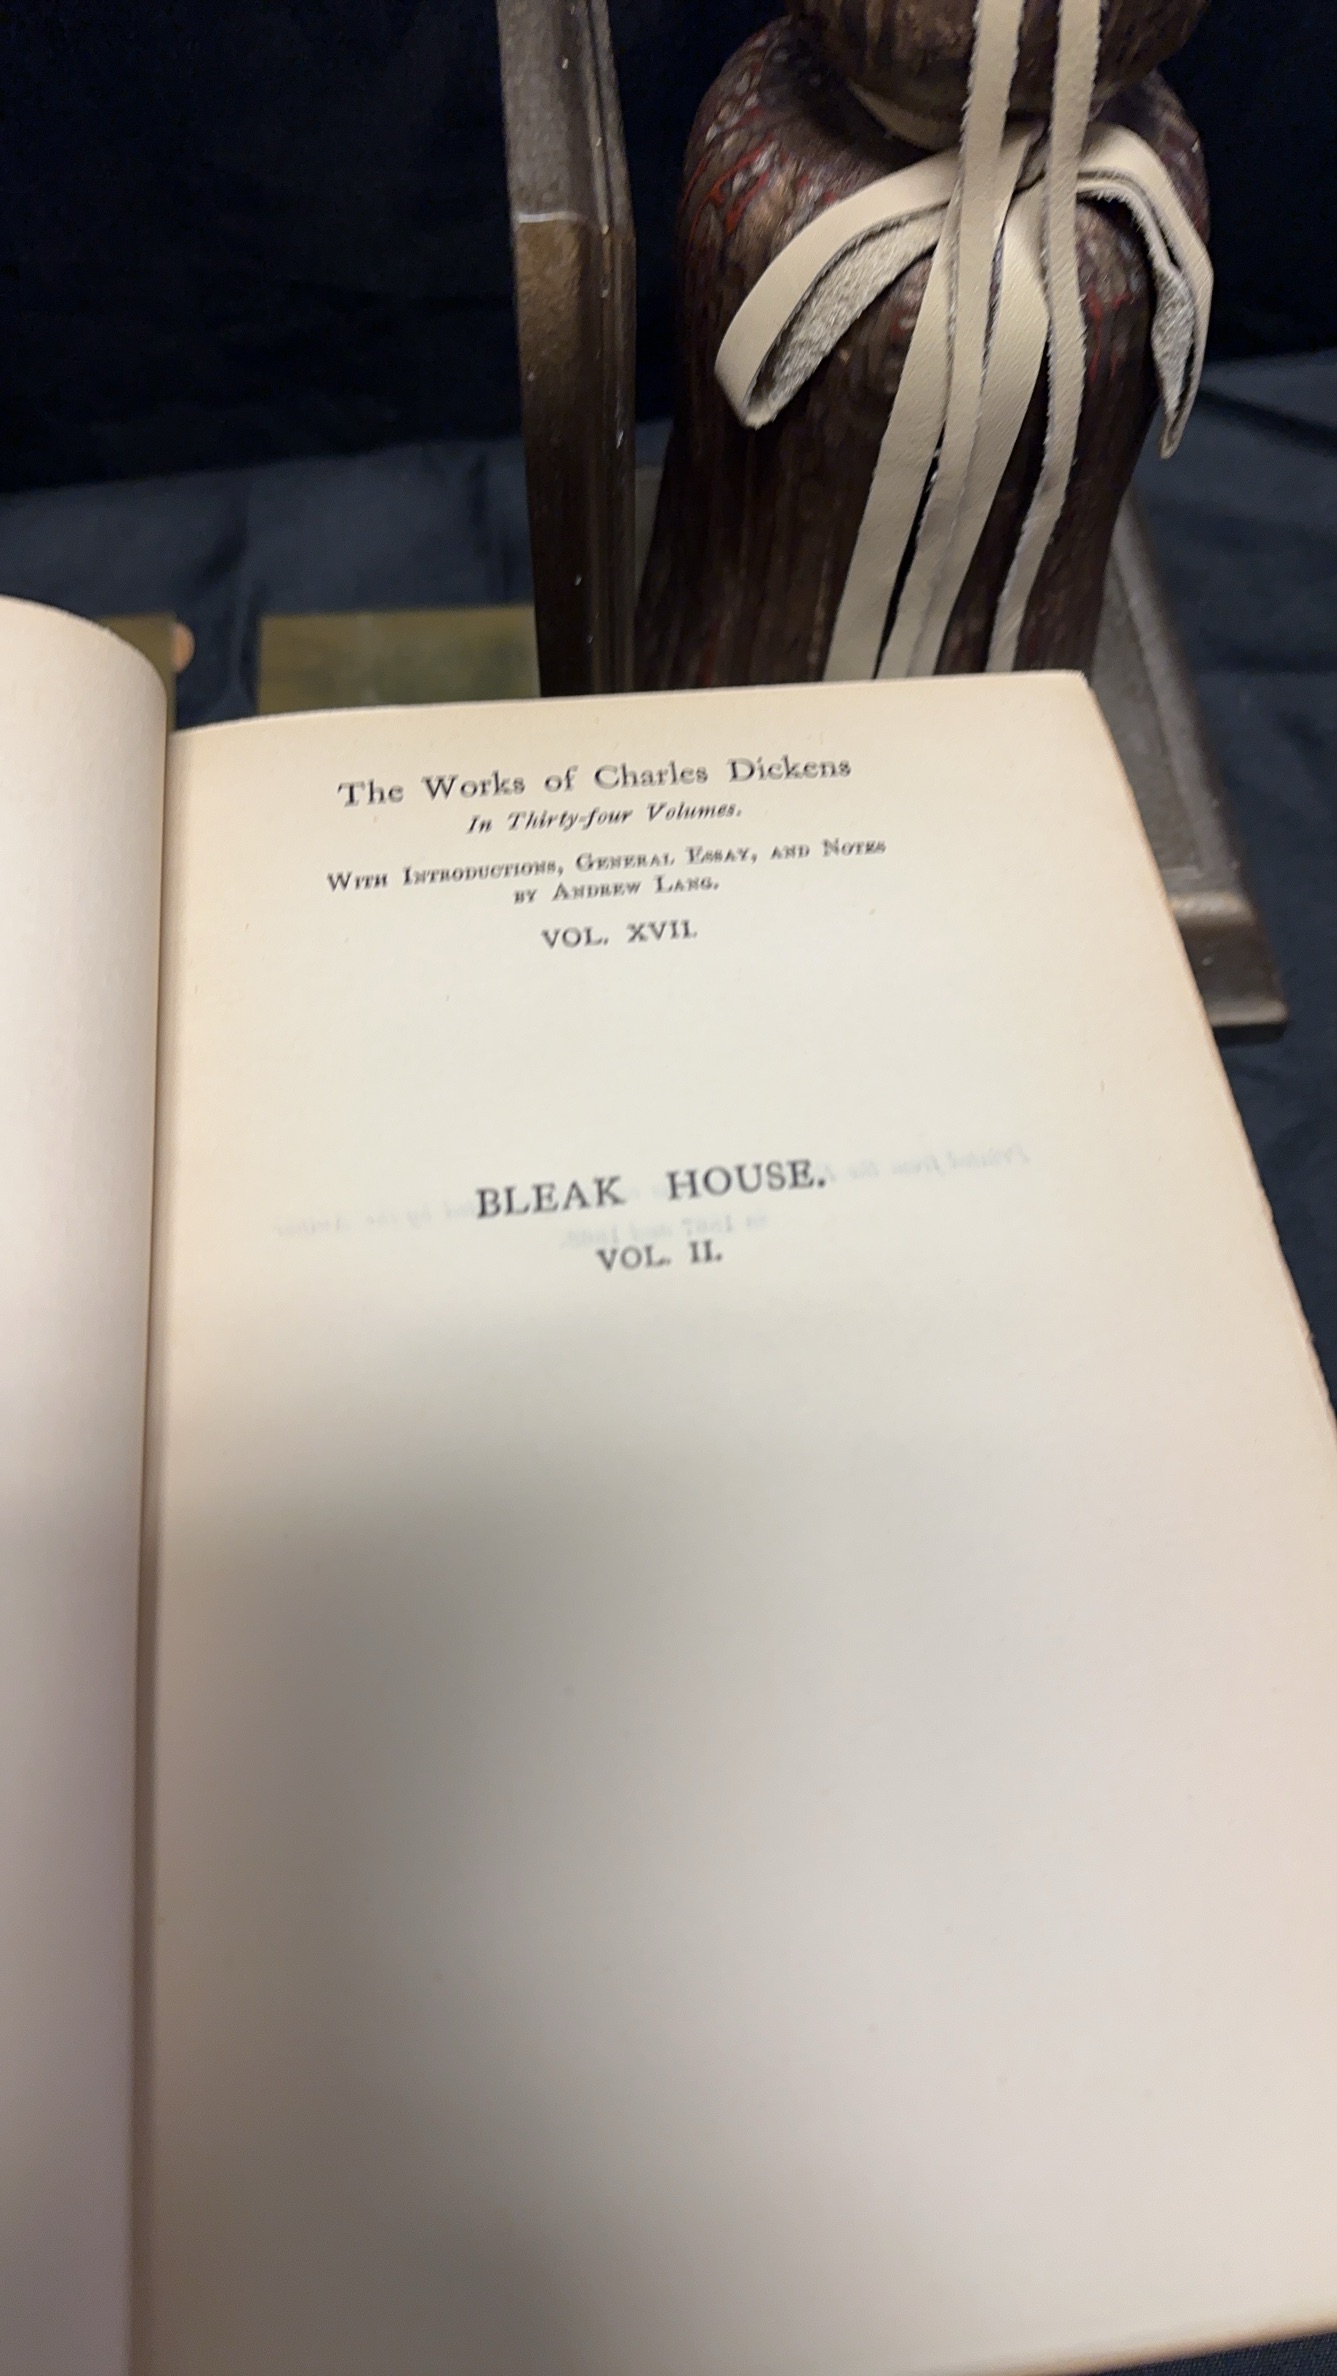 The Works of Charles Dickens
In Thirty-four Volumes.
With Introductions, General Essay, and Notes
by Andrew Lang.
VOL. XVII.
BLEAK HOUSE.
VOL. II.